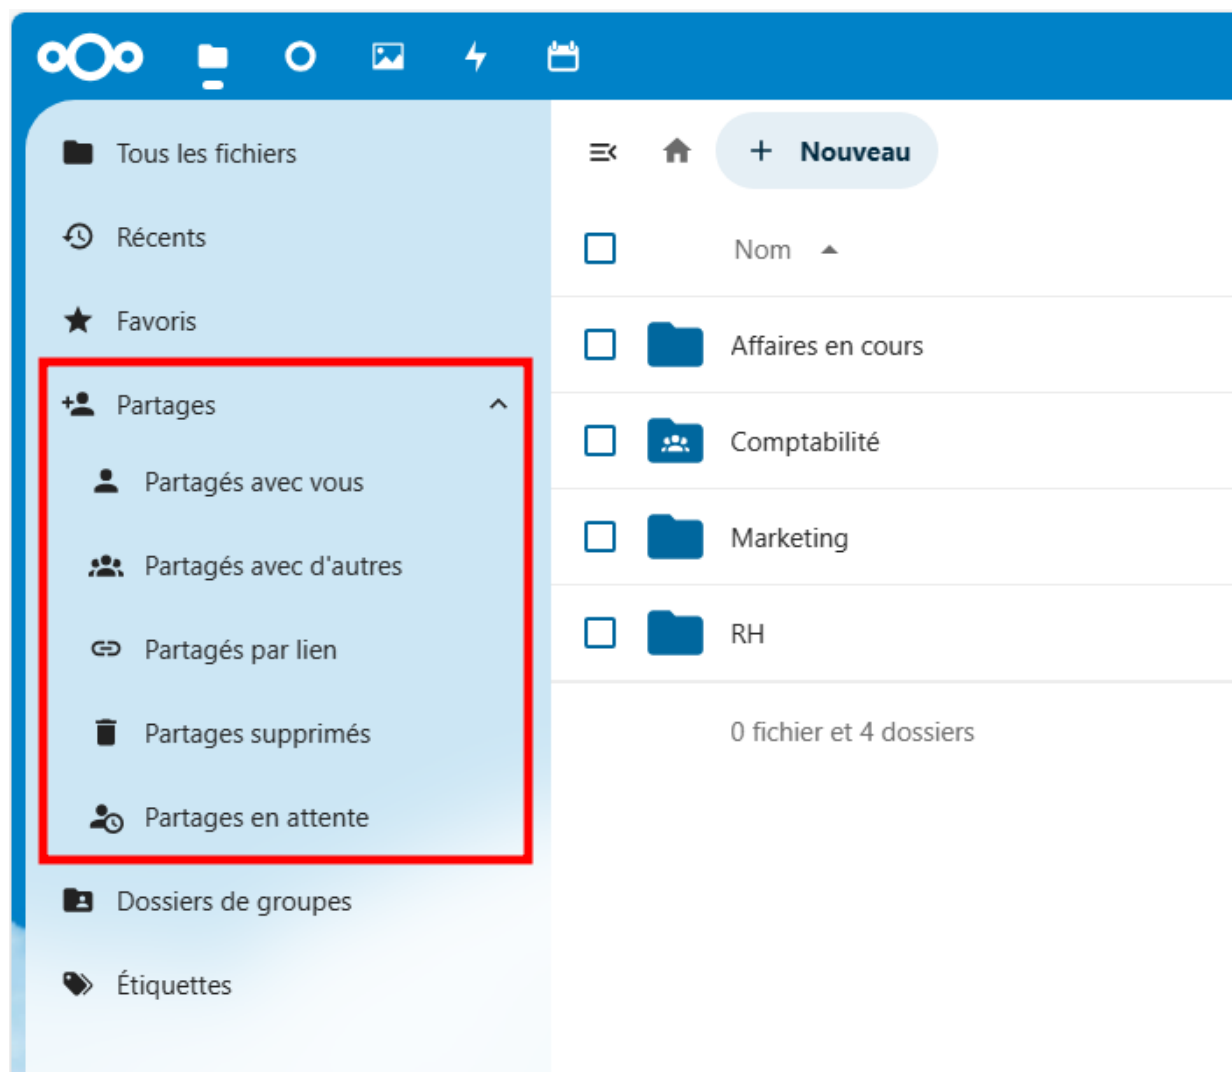 Tous les fichiers
Récents
Favoris
Partages
Partagés avec vous
Partagés avec d'autres
Partagés par lien
Partages supprimés
Partages en attente
Dossiers de groupes
Étiquettes
+ Nouveau
Nom
Affaires en cours
Comptabilité
Marketing
RH
0 fichier et 4 dossiers